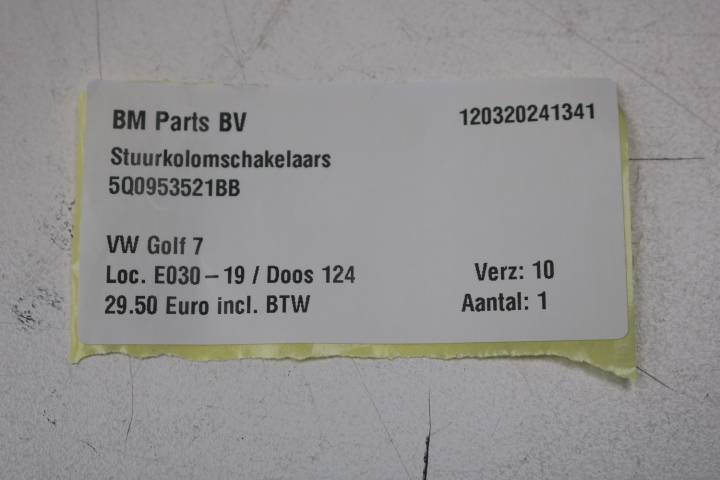 BM Parts BV 120320241341
Stuurkolomschakelaars
5Q0953521BB
VW Golf 7
Loc. E030-19 / Doos 124 Verz: 10
29.50 Euro incl. BTW Aantal: 1